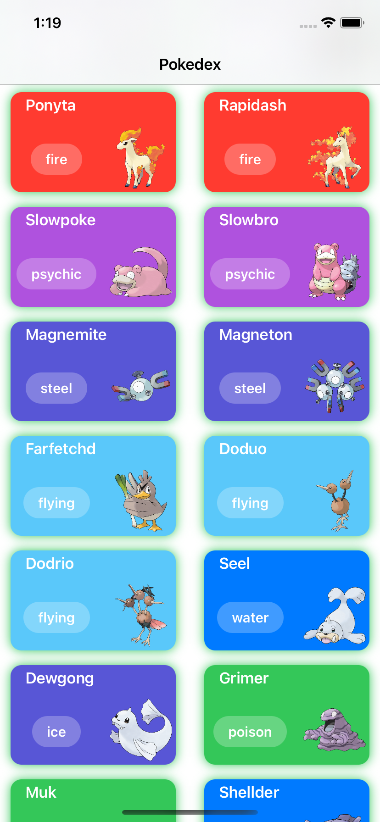 1:19
Pokedex
Ponyta
fire
Rapidash
fire
Slowpoke
psychic
Slowbro
psychic
Magnemite
steel
Magneton
steel
Farfetchd
flying
Doduo
flying
Dodrio
flying
Seel
water
Dewgong
ice
Grimer
poison
Muk
Shellder